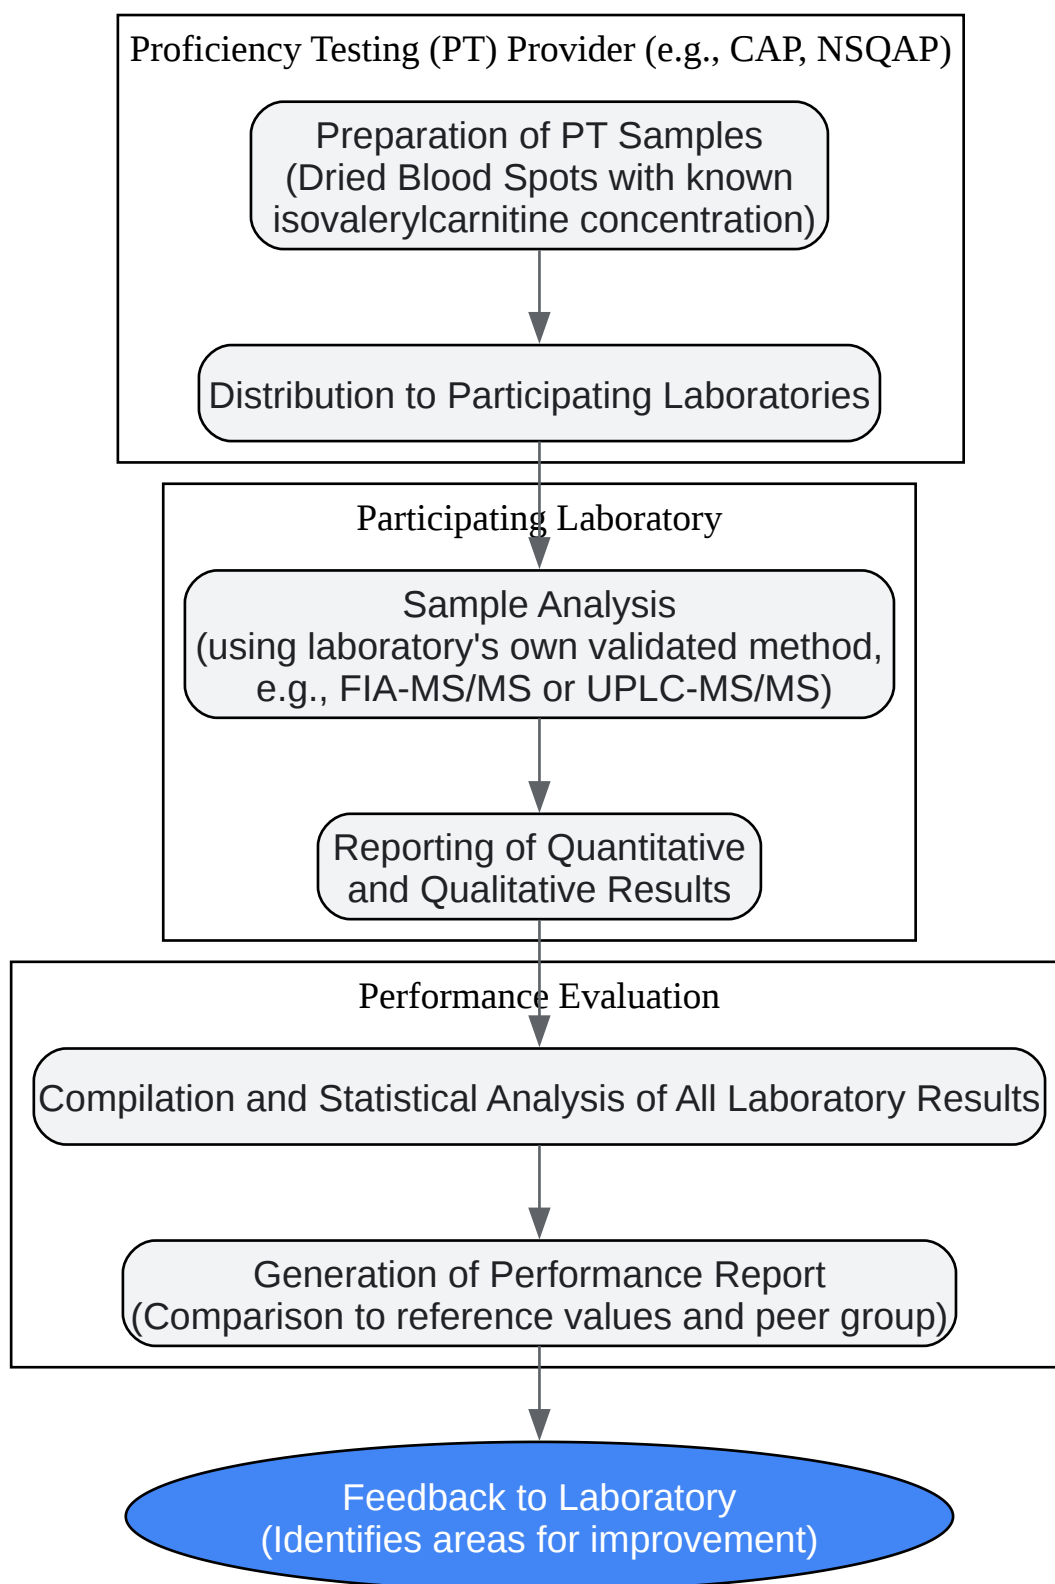 Proficiency Testing (PT) Provider (e.g., CAP, NSQAP)
Preparation of PT Samples
(Dried Blood Spots with known
isovalerylcarnitine concentration)
Distribution to Participating Laboratories
Participating Laboratory
Sample Analysis
(using laboratory's own validated method,
e.g., FIA-MS/MS or UPLC-MS/MS)
Reporting of Quantitative
and Qualitative Results
Performance Evaluation
Compilation and Statistical Analysis of All Laboratory Results
Generation of Performance Report
(Comparison to reference values and peer group)
Feedback to Laboratory
(Identifies areas for improvement)